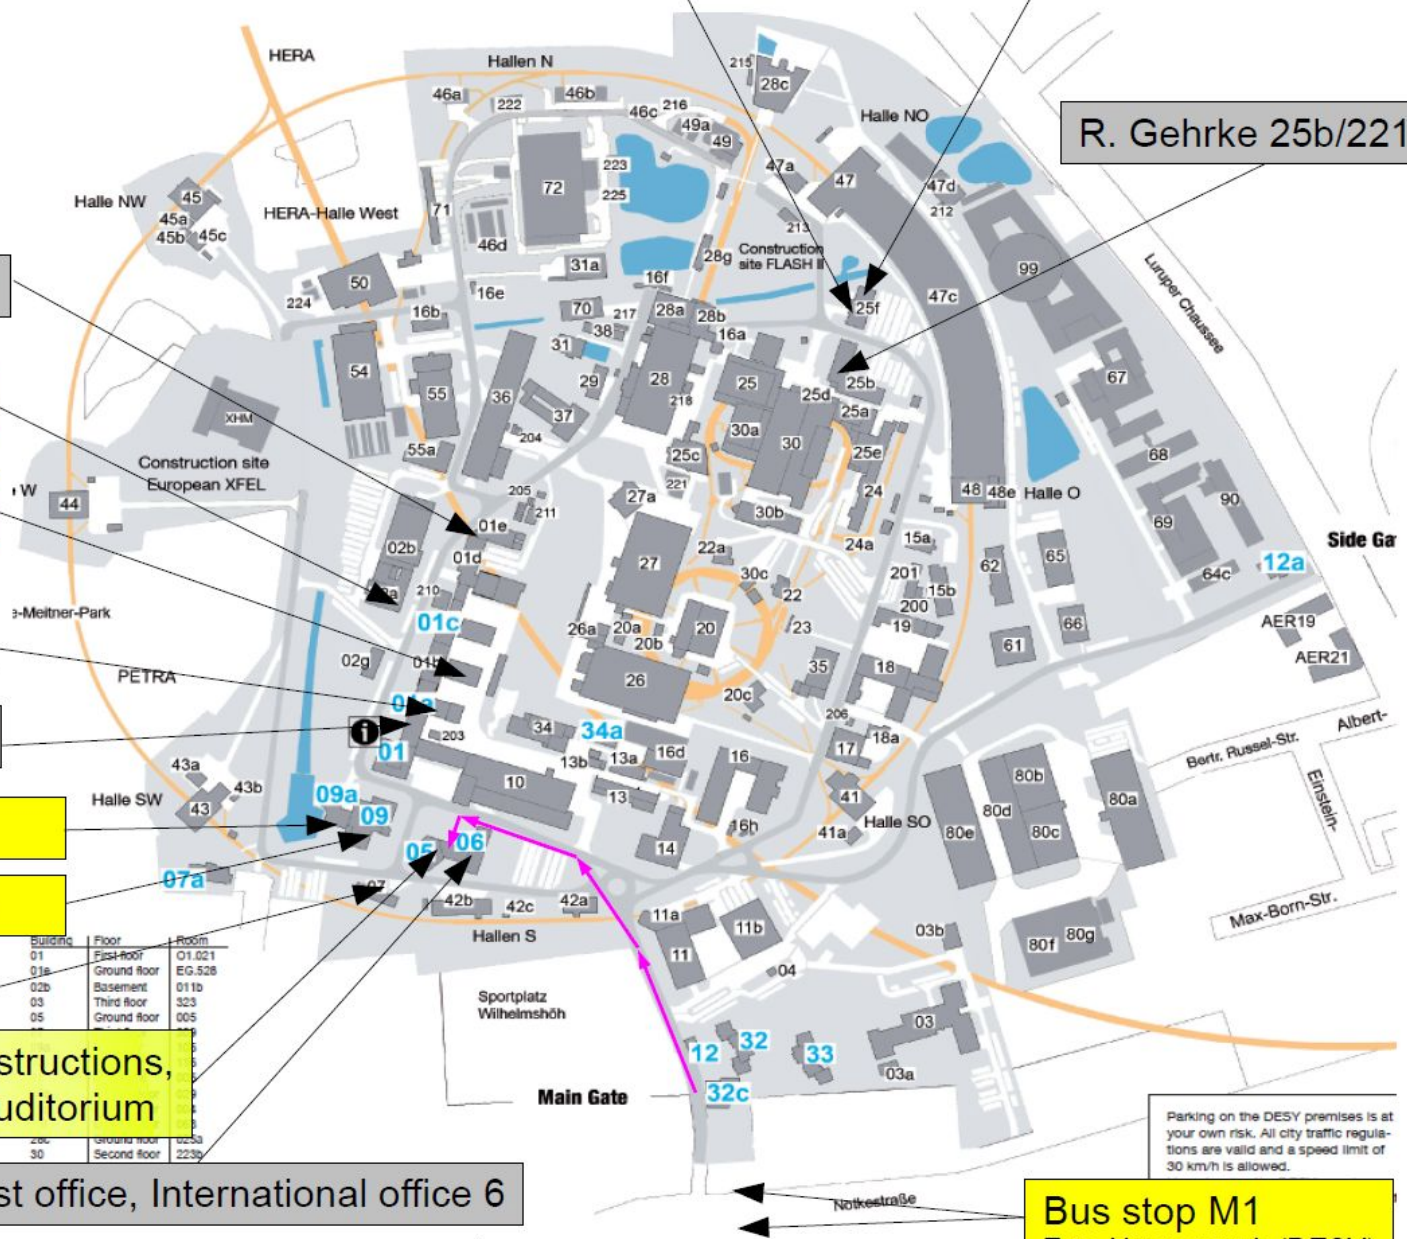 HERA
Hallen N
215
28c
46a
222
46b
46c
216
49a
49
Halle NO
R. Gehrke 25b/221
47a
47
47d
212
223
225
72
71
Halle NW
45
45a
45b
45c
HERA-Halle West
46d
213
Construction
site FLASH II
28g
99
Luruper Chaussee
31a
16f
50
224
16e
16b
70
217
28a
28b
25f
47c
38
16a
31
54
55
36
29
28
25
25b
67
XHM
37
218
25d
25a
204
30a
30
55a
25c
25e
68
Construction site
European XFEL
W
44
205
221
24
48
48e
Halle O
90
27a
211
01e
30b
69
02b
01d
22a
24a
15a
Side Ga
27
65
12a
62
30c
201
64c
210
22
15b
200
e-Meitner-Park
01c
26a
20a
20
23
19
66
AER19
20b
61
02g
01b
35
18
AER21
PETRA
26
20c
01a
206
34
34a
Albert-
203
18a
01
16d
17
Bertr. Russel-Str.
13b
13a
16
43a
80b
10
Einstein-
43b
Halle SW
09a
13
41
80a
43
09
80d
Halle SO
16h
80e
80c
05
06
14
41a
07a
07
42b
42c
42a
11a
Max-Born-Str.
11b
03b
80g
Hallen S
80f
11
Building Floor Room
01 First floor O1.021
01e Ground floor EG.528
02b Basement 011b
03 Third floor 323
05 Ground floor 005
04
Sportplatz
Wilhelmshöh
03
32
12
33
structions,
uditorium
03a
Main Gate
32c
28c Ground floor 025a
30 Second floor 223b
Parking on the DESY premises is at
your own risk. All city traffic regula-
tions are valid and a speed limit of
30 km/h is allowed.
st office, International office 6
Notkestraße
Bus stop M1